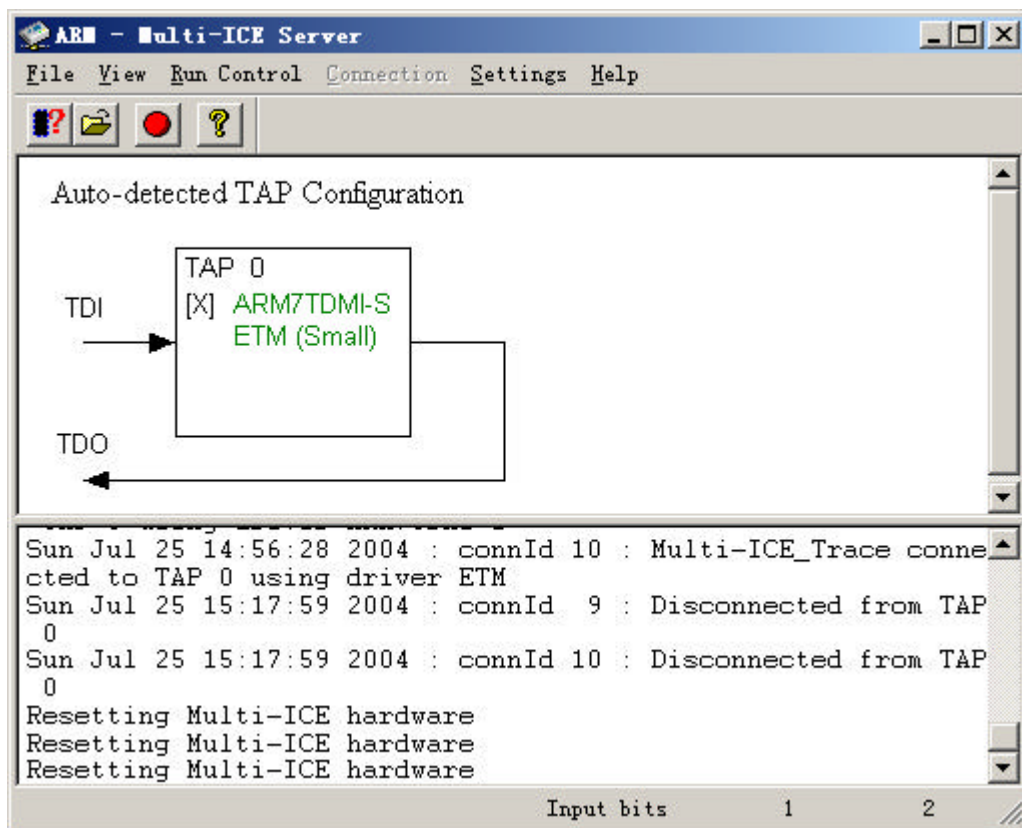 ARM - Multi-ICE Server
File View Run Control Connection Settings Help
Auto-detected TAP Configuration
TAP 0
TDI
[X] ARM7TDMI-S
ETM (Small)
TDO
Sun Jul 25 14:56:28 2004 : connId 10 : Multi-ICE_Trace conne
cted to TAP 0 using driver ETM
Sun Jul 25 15:17:59 2004 : connId 9 : Disconnected from TAP
0
Sun Jul 25 15:17:59 2004 : connId 10 : Disconnected from TAP
0
Resetting Multi-ICE hardware
Resetting Multi-ICE hardware
Resetting Multi-ICE hardware
Input bits 1 2